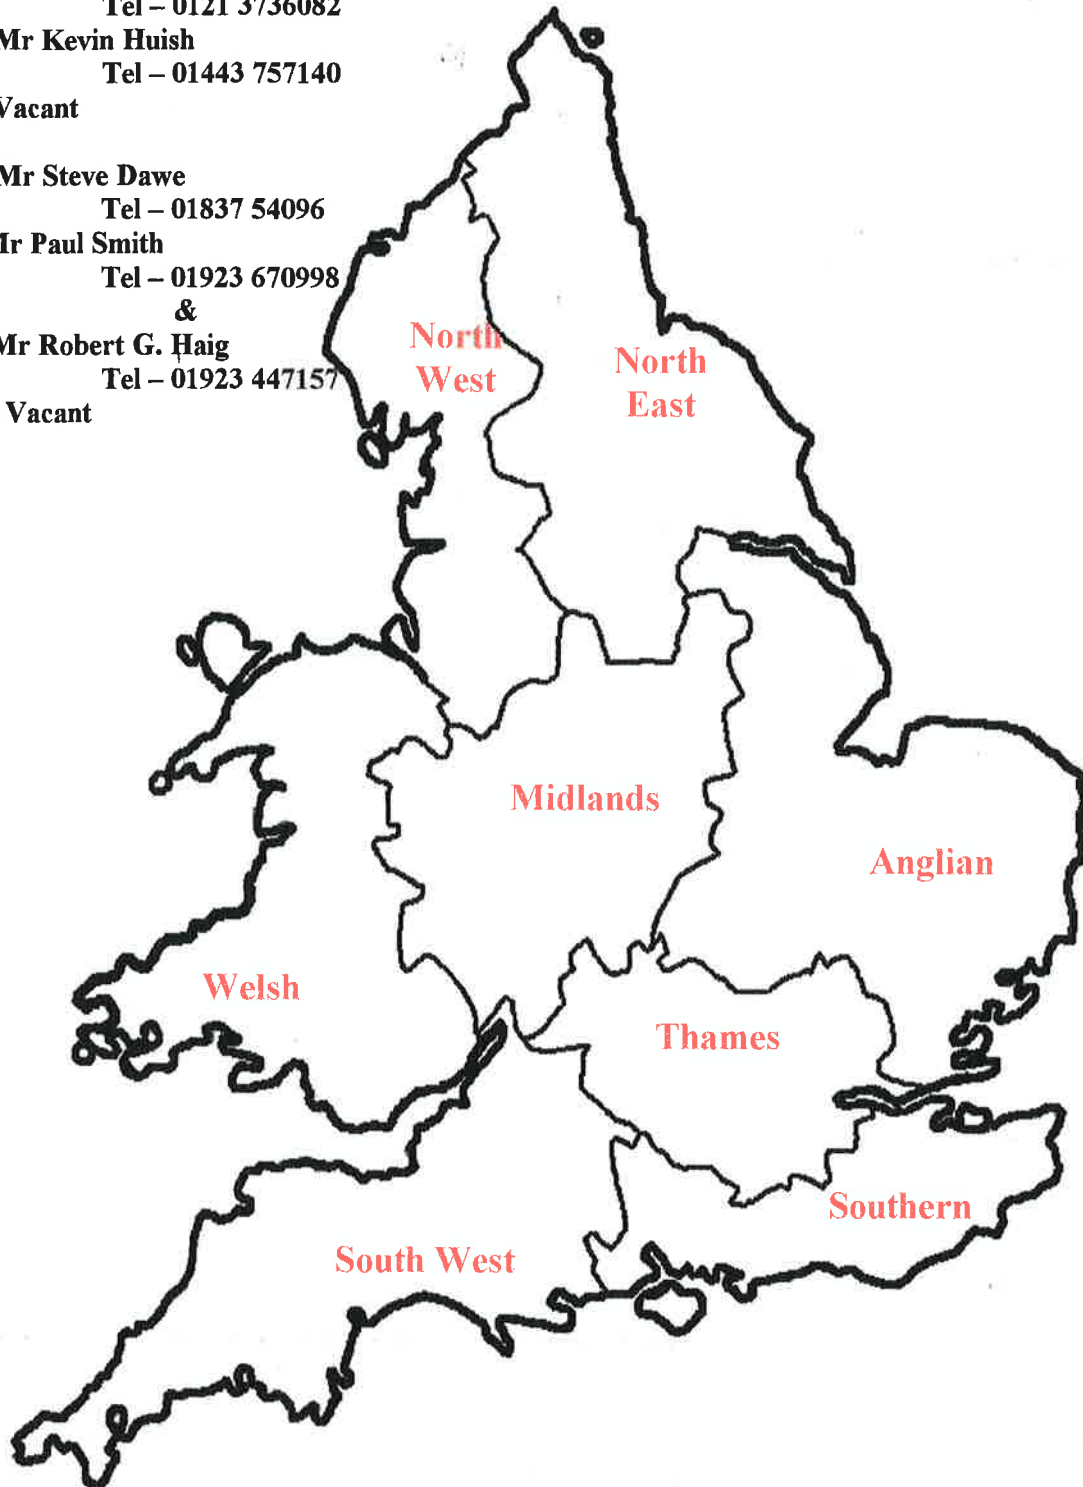 Tel – 0121 3736082
Mr Kevin Huish
Tel – 01443 757140
Vacant
Mr Steve Dawe
Tel – 01837 54096
Mr Paul Smith
Tel – 01923 670998
&
Mr Robert G. Haig
Tel – 01923 447157
Vacant
North
West
North
East
Midlands
Anglian
Welsh
Thames
Southern
South West